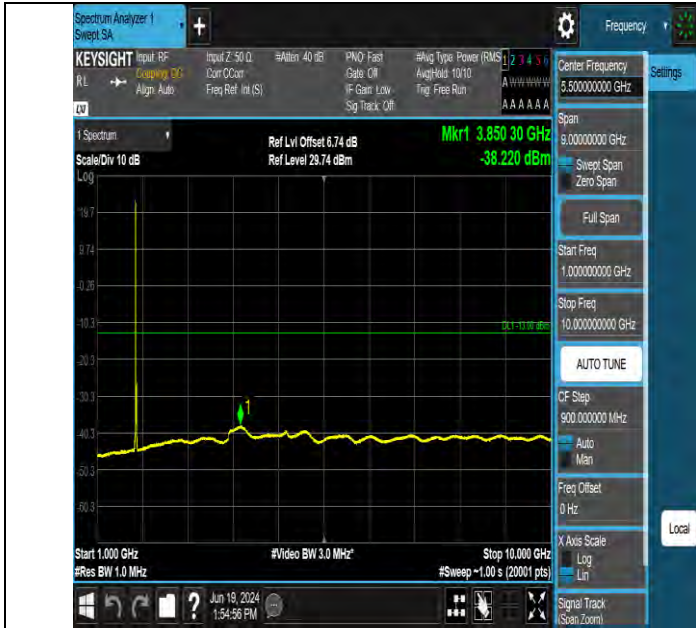 Spectrum Analyzer 1
Swept SA
Frequency
KEYSIGHT
RL
Input: RF
Coupling: DC
Align: Auto
Input Z: 50 Ω
Corr CCorr
Freq Ref: Int (S)
#Atten: 40 dB
PNO: Fast
Gate: Off
IF Gain: Low
Sig Track: Off
#Avg Type: Power (RMS
Avg|Hold: 10/10
Trig: Free Run
1 2 3 4 5 6
A W W W W W
A A A A A A
LW
1 Spectrum
Scale/Div 10 dB
Log
Ref Lvl Offset 6.74 dB
Ref Level 29.74 dBm
Mkr1 3.850 30 GHz
-38.220 dBm
19.7
9.74
-0.26
-10.3
-20.3
-30.3
-40.3
-50.3
-60.3
DL1 -13.00 dBm
1
Start 1.000 GHz
#Res BW 1.0 MHz
#Video BW 3.0 MHz*
Stop 10.000 GHz
#Sweep ~1.00 s (20001 pts)
Center Frequency
5.500000000 GHz
Settings
Span
9.00000000 GHz
Swept Span
Zero Span
Full Span
Start Freq
1.000000000 GHz
Stop Freq
10.000000000 GHz
AUTO TUNE
CF Step
900.000000 MHz
Auto
Man
Freq Offset
0 Hz
X Axis Scale
Log
Lin
Local
Signal Track
(Span Zoom)
?
Jun 19, 2024
1:54:56 PM